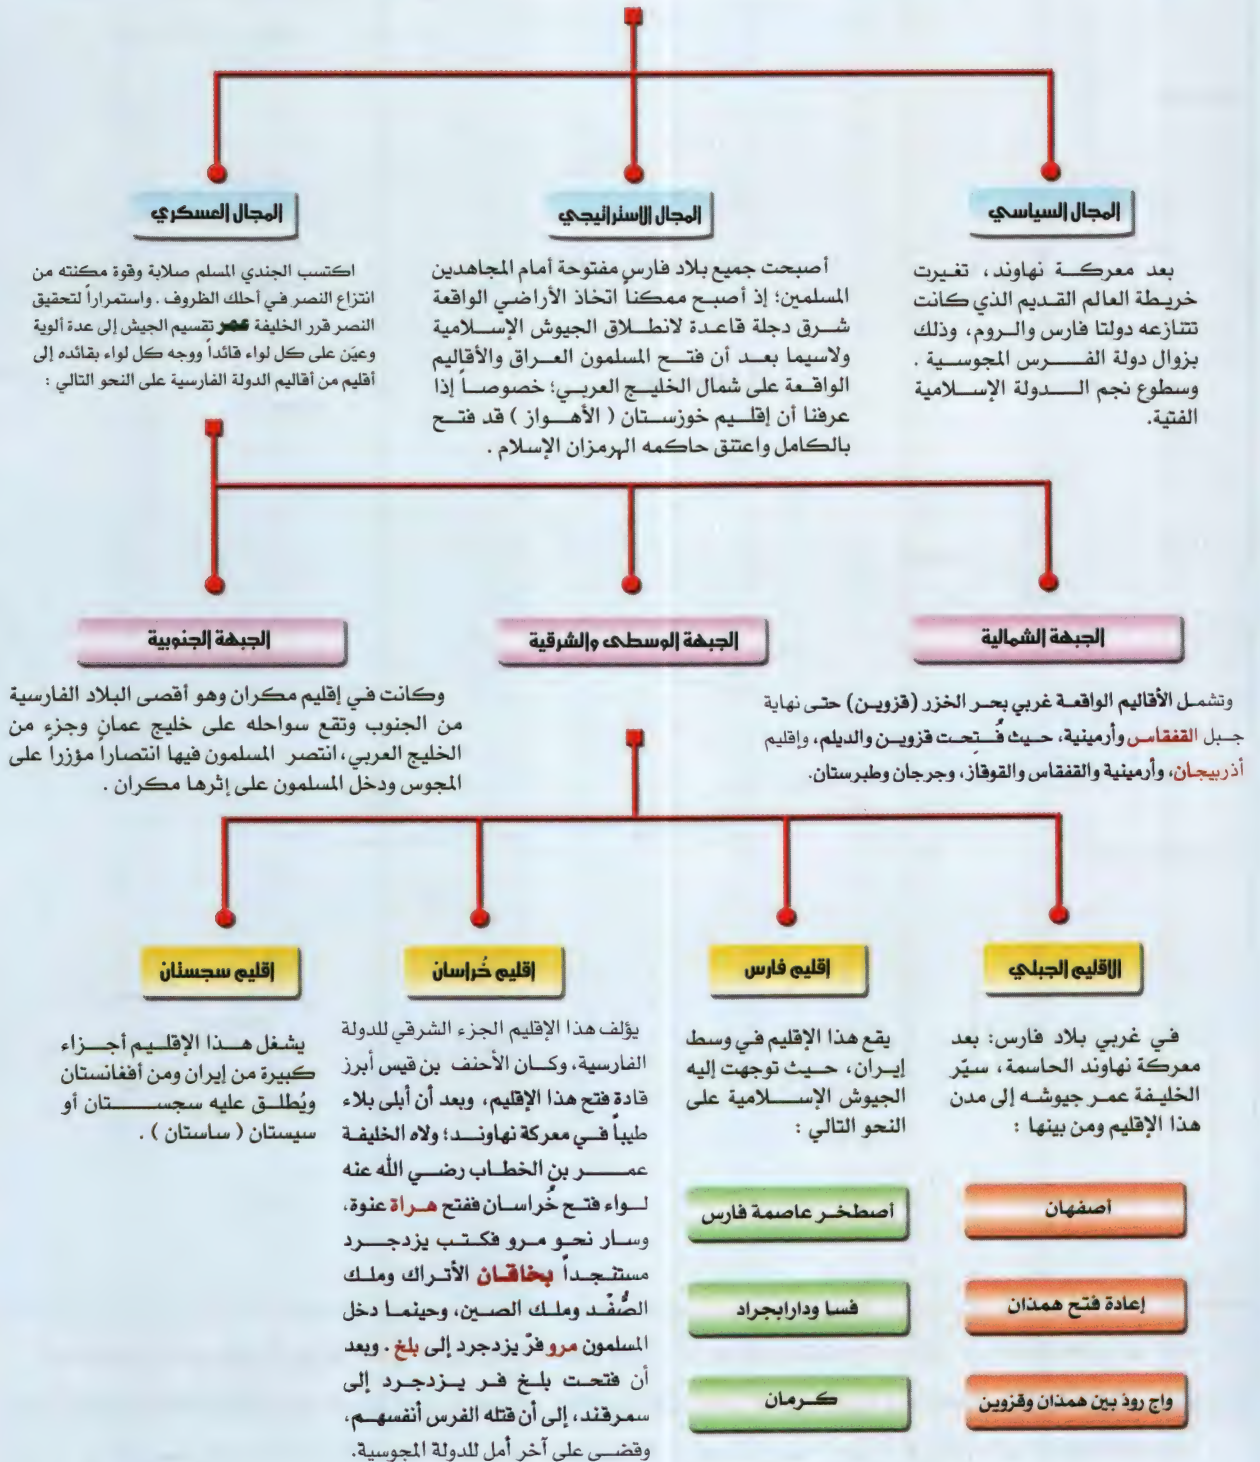 المجال السياسي
بعد معركة نهاوند، تغيرت
خريطة العالم القديم الذي كانت
تتنازعه دولتا فارس والروم، وذلك
بزوال دولة الفرس المجوسية .
وسطوع نجم الدولة الإسلامية
الفتية.
المجال الاستراتيجي
أصبحت جميع بلاد فارس مفتوحة أمام المجاهدين
المسلمين؛ إذ أصبح ممكناً اتخاذ الأراضي الواقعة
شرق دجلة قاعدة لانطلاق الجيوش الإسلامية
ولاسيما بعد أن فتح المسلمون العراق والأقاليم
الواقعة على شمال الخليج العربي؛ خصوصاً إذا
عرفنا أن إقليم خوزستان ( الأهواز ) قد فتح
بالكامل واعتنق حاكمه الهرمزان الإسلام .
المجال العسكري
اكتسب الجندي المسلم صلابة وقوة مكنته من
انتزاع النصر في أحلك الظروف . واستمراراً لتحقيق
النصر قرر الخليفة عمر تقسيم الجيش إلى عدة ألوية
وعيّن على كل لواء قائداً ووجه كل لواء بقائده إلى
أقليم من أقاليم الدولة الفارسية على النحو التالي :
الجبهة الشمالية
وتشمل الأقاليم الواقعة غربي بحر الخزر (قزوين) حتى نهاية
جبل القفقاس وأرمينية، حيث فُتحت قزوين والديلم، وإقليم
أذربيجان، وأرمينية والقفقاس والقوقاز، وجرجان وطبرستان.
الجبهة الوسطى والشرقية
الجبهة الجنوبية
وكانت في إقليم مكران وهو أقصى البلاد الفارسية
من الجنوب وتقع سواحله على خليج عمان وجزء من
الخليج العربي، انتصر المسلمون فيها انتصاراً مؤزراً على
المجوس ودخل المسلمون على إثرها مكران .
الاقليم الجبلي
في غربي بلاد فارس: بعد
معركة نهاوند الحاسمة، سيّر
الخليفة عمر جيوشه إلى مدن
هذا الإقليم ومن بينها :
أصفهان
إعادة فتح همذان
واج روذ بين همذان وقزوين
إقليم فارس
يقع هذا الإقليم في وسط
إيران، حيث توجهت إليه
الجيوش الإسلامية على
النحو التالي :
أصطخر عاصمة فارس
فسا ودارابجراد
كرمان
إقليم خُراسان
يؤلف هذا الإقليم الجزء الشرقي للدولة
الفارسية، وكان الأحنف بن قيس أبرز
قادة فتح هذا الإقليم، وبعد أن أبلى بلاء
طيباً في معركة نهاوند؛ ولاه الخليفة
عمر بن الخطاب رضي الله عنه
لواء فتح خُراسان ففتح هراة عنوة،
وسار نحو مرو فكتب يزدجرد
مستنجداً بخاقان الأتراك وملك
الصُّفْد وملك الصين، وحينما دخل
المسلمون مرو فرّ يزدجرد إلى بلخ . وبعد
أن فتحت بلخ فر يزدجرد إلى
سمرقند، إلى أن قتله الفرس أنفسهم،
وقضى على آخر أمل للدولة المجوسية.
إقليم سجستان
يشغل هذا الإقليم أجزاء
كبيرة من إيران ومن أفغانستان
ويُطلق عليه سجستان أو
سيستان ( ساستان ) .